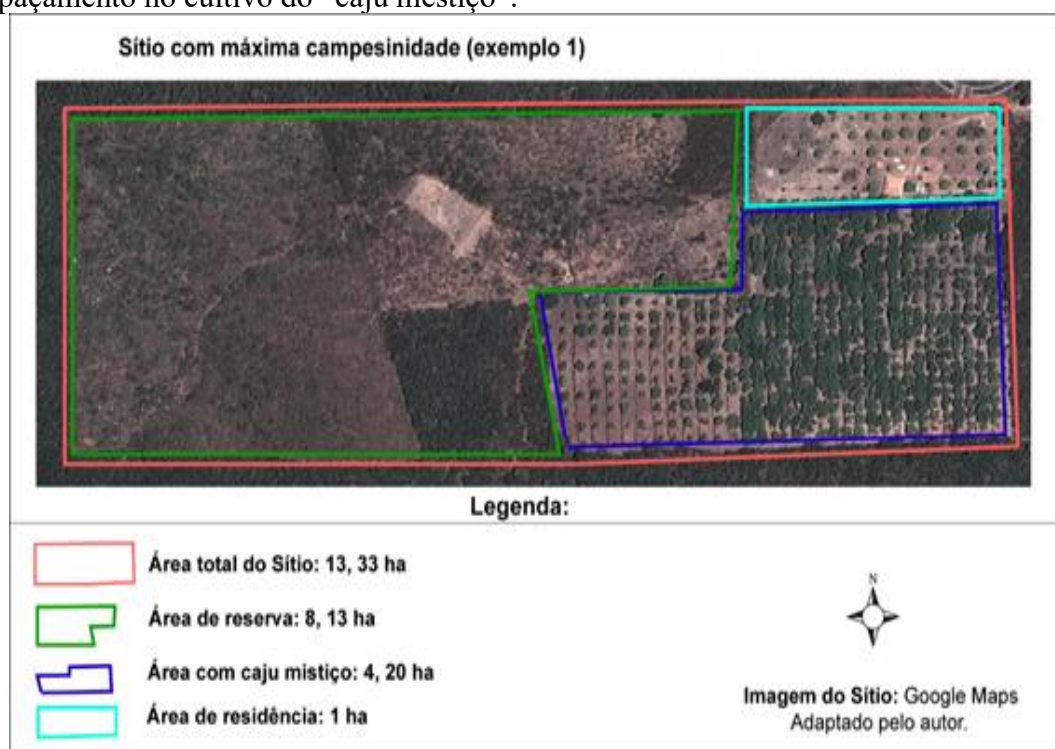 paçamento no cultivo do "caju mestiço".
Sítio com máxima campesinidade (exemplo 1)
Legenda:
Área total do Sítio: 13, 33 ha
Área de reserva: 8, 13 ha
Área com caju mistiço: 4, 20 ha
Área de residência: 1 ha
N
Imagem do Sítio: Google Maps
Adaptado pelo autor.